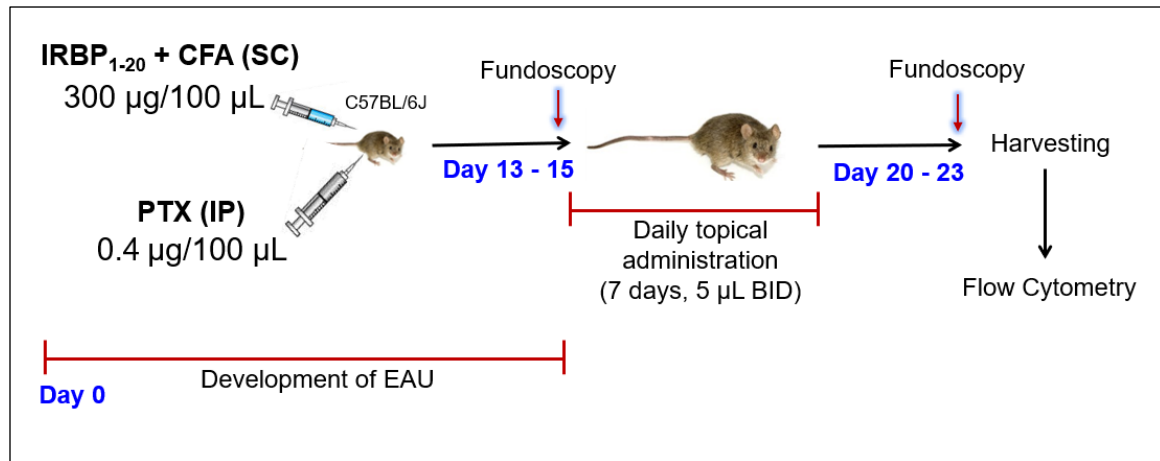 IRBP1-20 + CFA (SC)
300 µg/100 µL
C57BL/6J
PTX (IP)
0.4 µg/100 µL
Fundoscopy
Day 13 - 15
Daily topical
administration
(7 days, 5 µL BID)
Fundoscopy
Day 20 - 23
Harvesting
Flow Cytometry
Development of EAU
Day 0